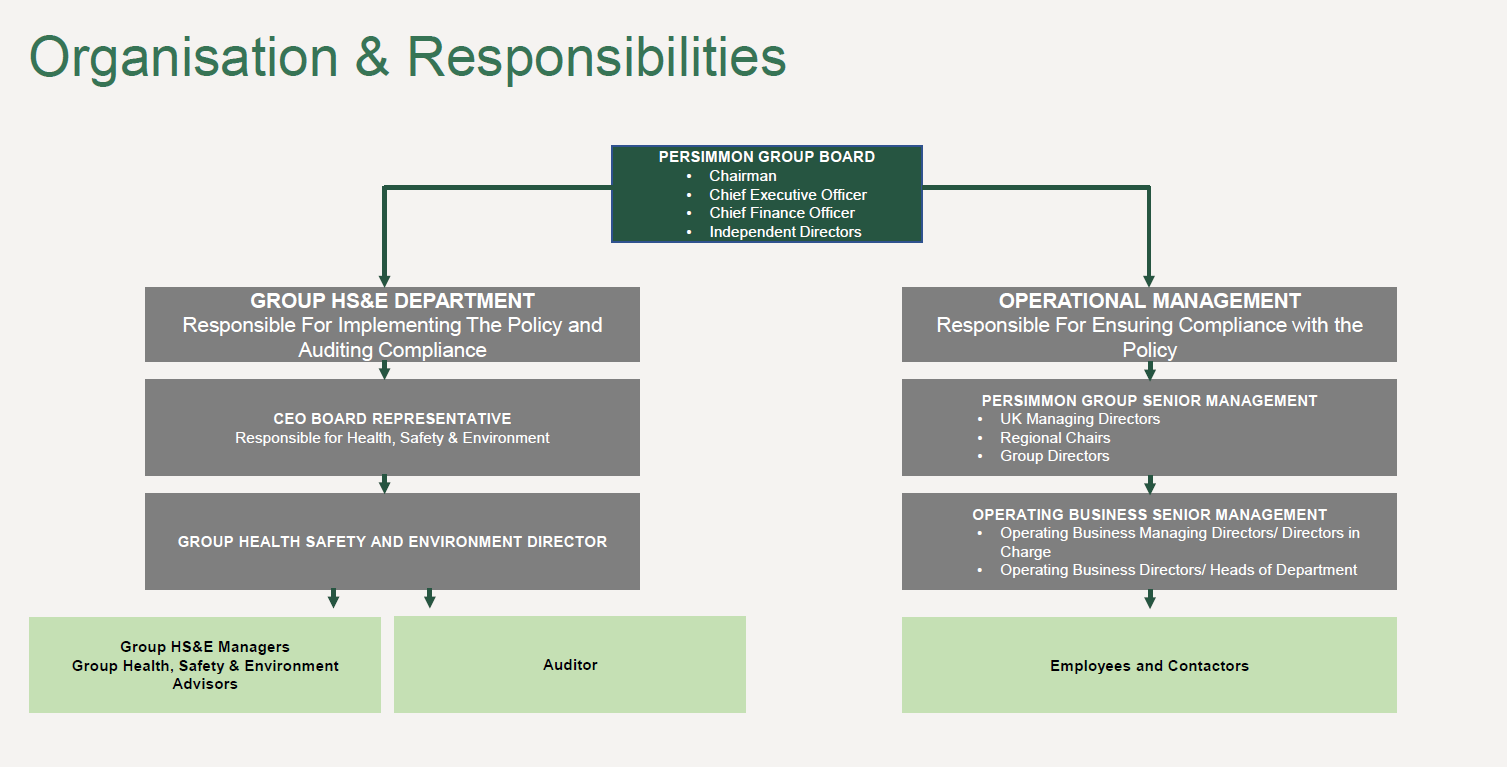 Organisation & Responsibilities
PERSIMMON GROUP BOARD
• Chairman
• Chief Executive Officer
• Chief Finance Officer
• Independent Directors
GROUP HS&E DEPARTMENT
Responsible For Implementing The Policy and
Auditing Compliance
CEO BOARD REPRESENTATIVE
Responsible for Health, Safety & Environment
GROUP HEALTH SAFETY AND ENVIRONMENT DIRECTOR
Group HS&E Managers
Group Health, Safety & Environment
Advisors
Auditor
OPERATIONAL MANAGEMENT
Responsible For Ensuring Compliance with the
Policy
PERSIMMON GROUP SENIOR MANAGEMENT
• UK Managing Directors
• Regional Chairs
• Group Directors
OPERATING BUSINESS SENIOR MANAGEMENT
• Operating Business Managing Directors/ Directors in
Charge
• Operating Business Directors/ Heads of Department
Employees and Contactors